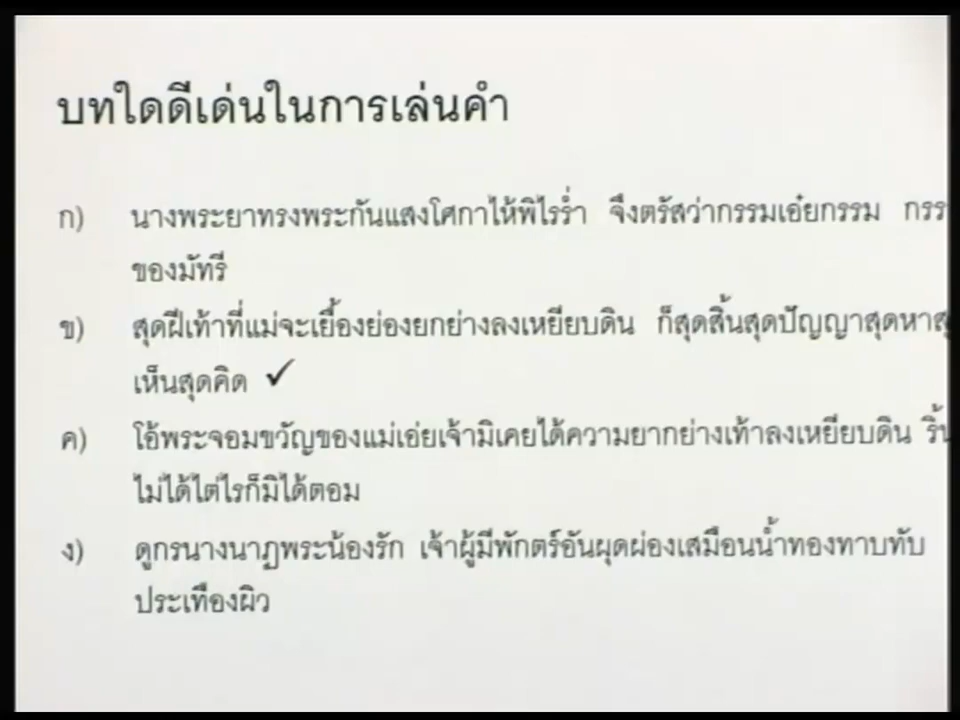 บทใดดีเด่นในการเล่นคำ
ก) นางพระยาทรงพระกันแสงโศกาไห้พิไรร่ำ จึงตรัสว่ากรรมเอ๋ยกรรม
ของมัทรี
ข) สุดฝีเท้าที่แม่จะเยื้องย่องยกย่างลงเหยียบดิน ก็สุดสิ้นสุดปัญญาสุดหา
เห็นสุดคิด ✓
ค) โอ้พระจอมขวัญของแม่เอ่ยเจ้ามิเคยได้ความยากย่างเท้าลงเหยียบดิน
ไม่ได้ไต่ไรก็มิได้ตอม
ง) ดูกรนางนาฏพระน้องรัก เจ้าผู้มีพักตร์อันผุดผ่องเสมือนน้ำทองทาบทับ
ประเทืองผิว